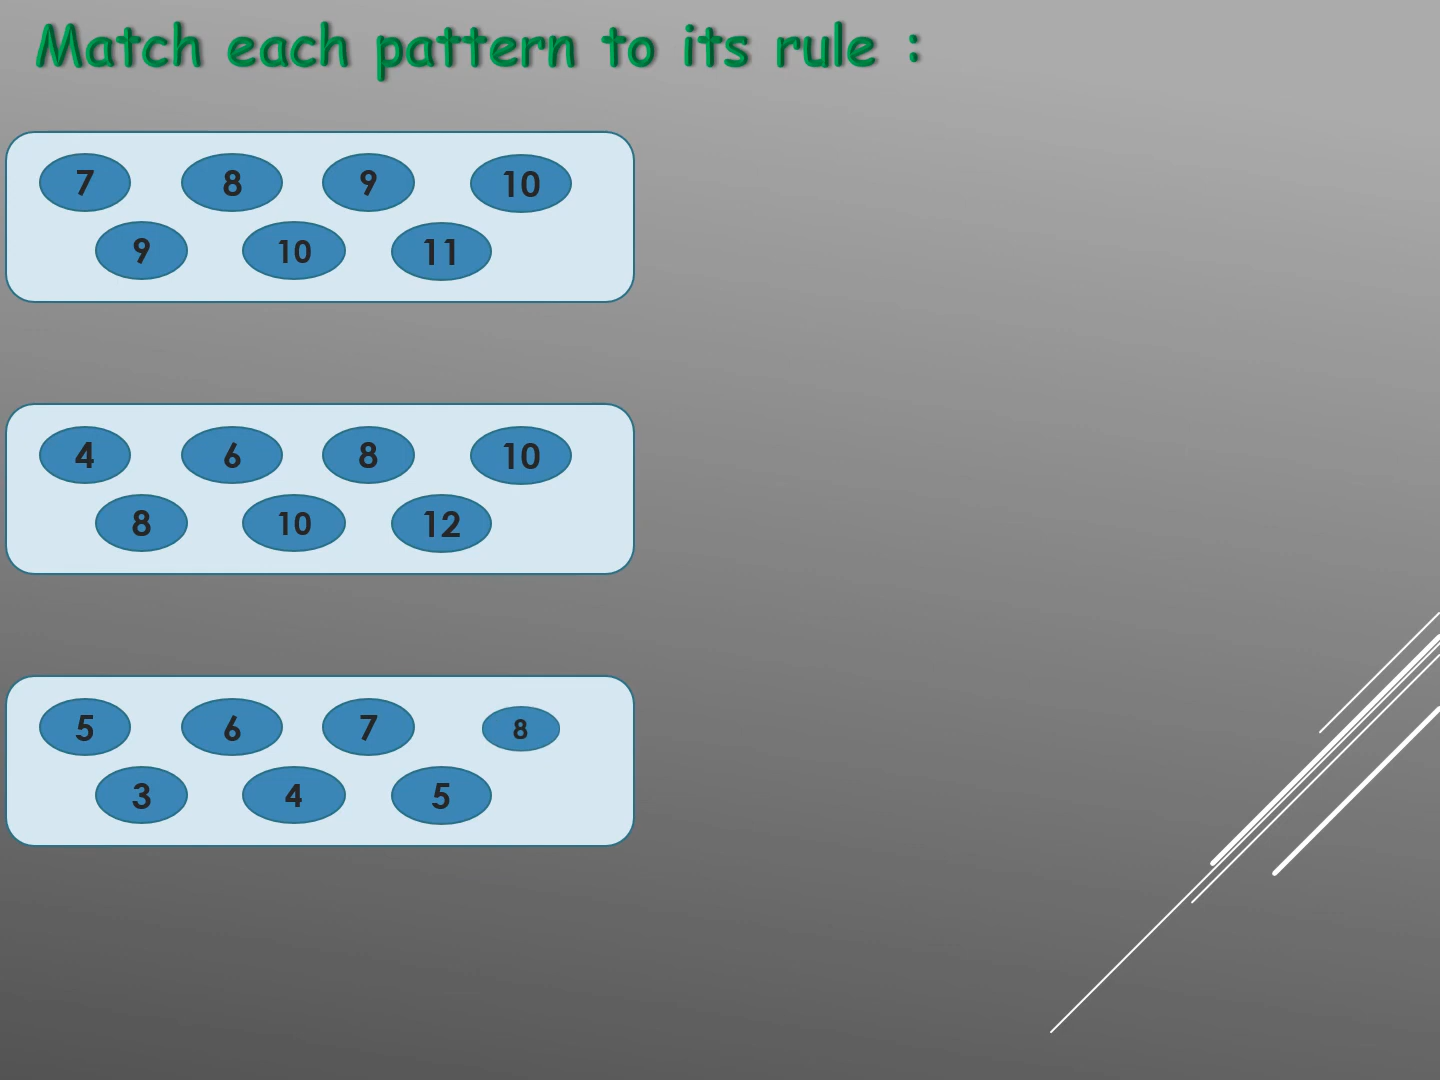 Match each pattern to its rule :
7 8 9 10
9 10 11
4 6 8 10
8 10 12
5 6 7 8
3 4 5